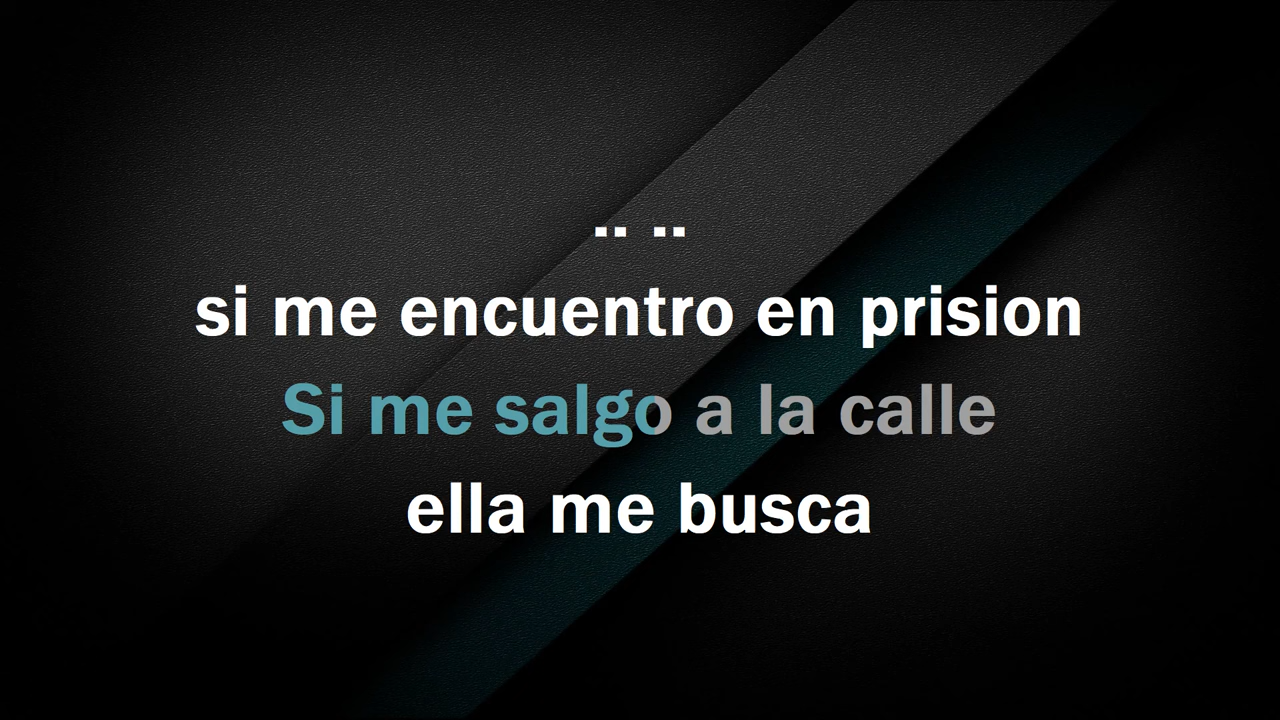 .. ..
si me encuentro en prision
Si me salgo a la calle
ella me busca